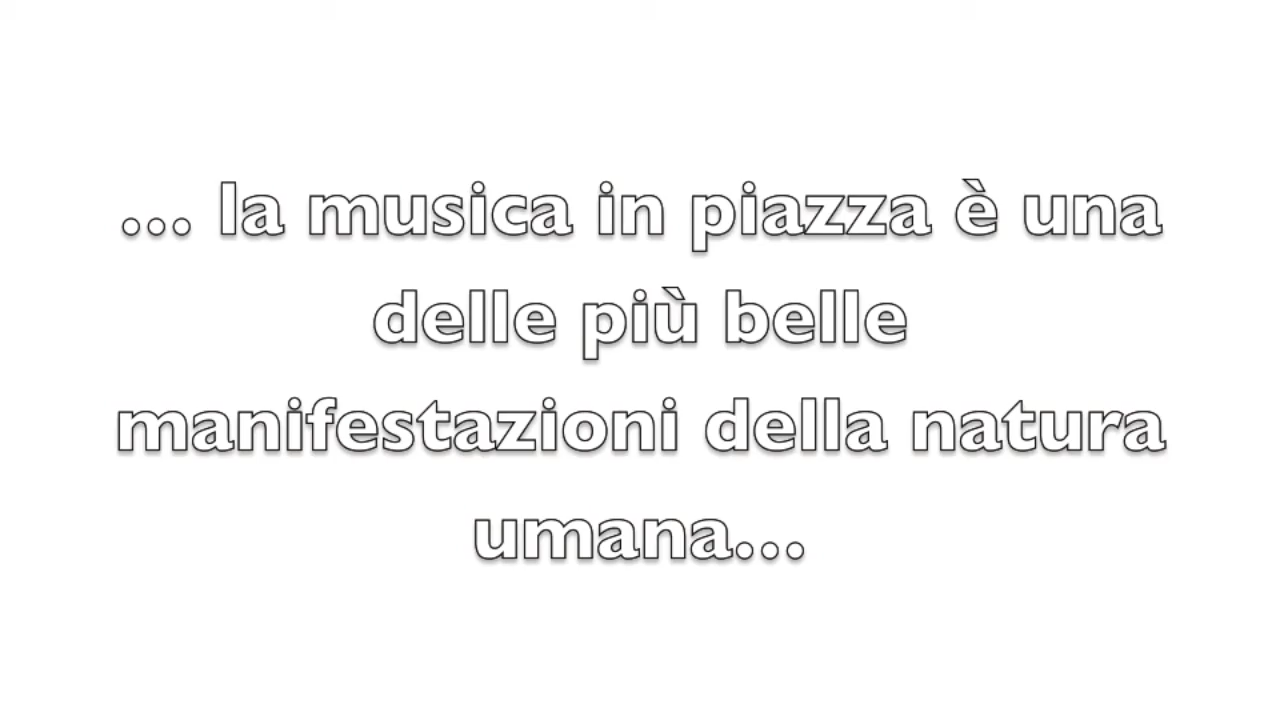 ... la musica in piazza è una
delle più belle
manifestazioni della natura
umana...